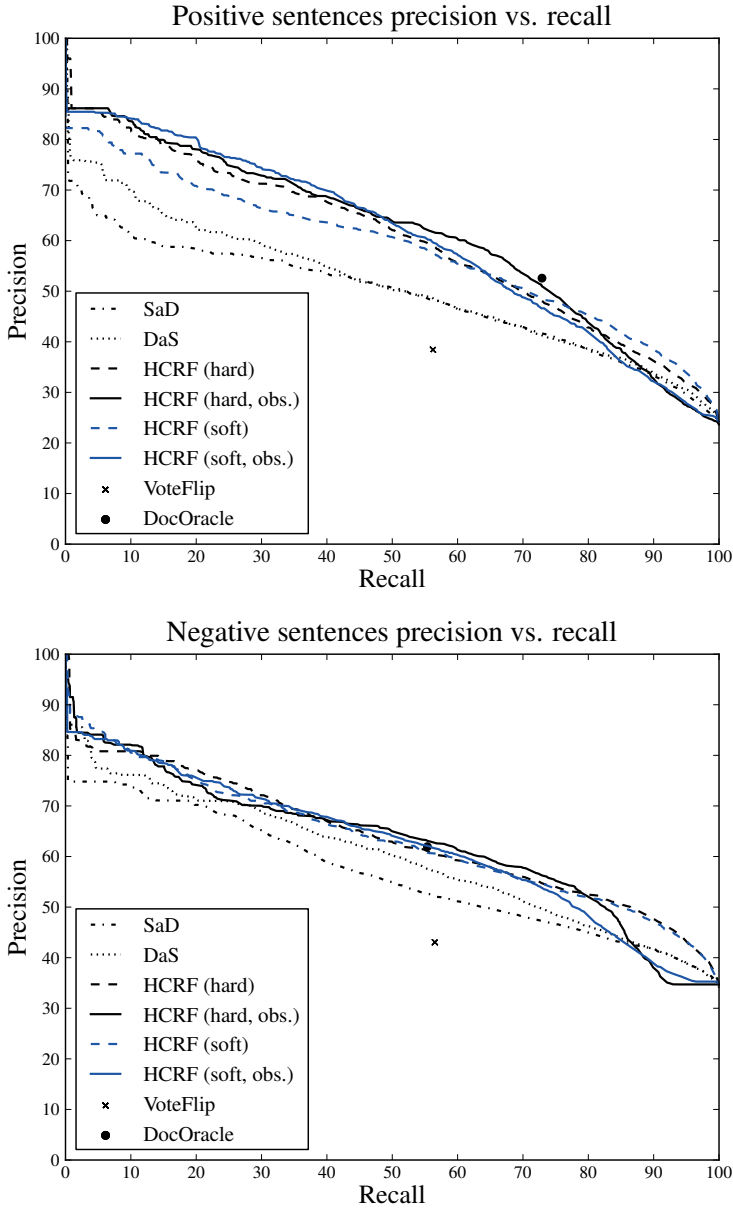 Positive sentences precision vs. recall
100
90
80
70
60
50
40
30
20
10
0
Precision
SaD
DaS
HCRF (hard)
HCRF (hard, obs.)
HCRF (soft)
HCRF (soft, obs.)
VoteFlip
DocOracle
0 10 20 30 40 50 60 70 80 90 100
Recall
Negative sentences precision vs. recall
100
90
80
70
60
50
40
30
20
10
0
Precision
SaD
DaS
HCRF (hard)
HCRF (hard, obs.)
HCRF (soft)
HCRF (soft, obs.)
VoteFlip
DocOracle
0 10 20 30 40 50 60 70 80 90 100
Recall